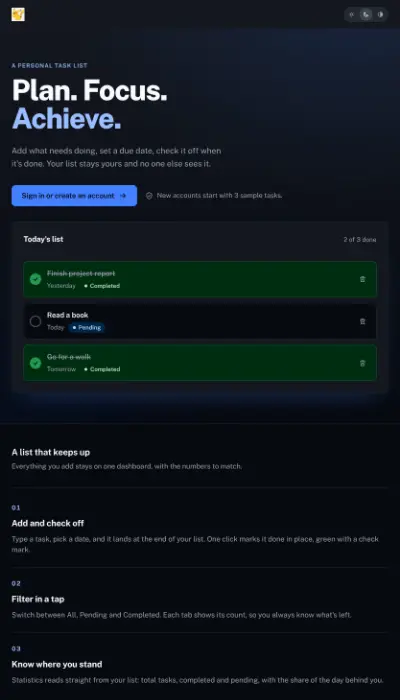 A PERSONAL TASK LIST
Plan. Focus.
Achieve.
Add what needs doing, set a due date, check it off when
it's done. Your list stays yours and no one else sees it.
Sign in or create an account →
New accounts start with 3 sample tasks.
Today's list
2 of 3 done
Finish project report
Yesterday
Completed
Read a book
Today
Pending
Go for a walk
Tomorrow
Completed
A list that keeps up
Everything you add stays on one dashboard, with the numbers to match.
01
Add and check off
Type a task, pick a date, and it lands at the end of your list. One click marks it done in place, green with a check
mark.
02
Filter in a tap
Switch between All, Pending and Completed. Each tab shows its count, so you always know what's left.
03
Know where you stand
Statistics reads straight from your list: total tasks, completed and pending, with the share of the day behind you.